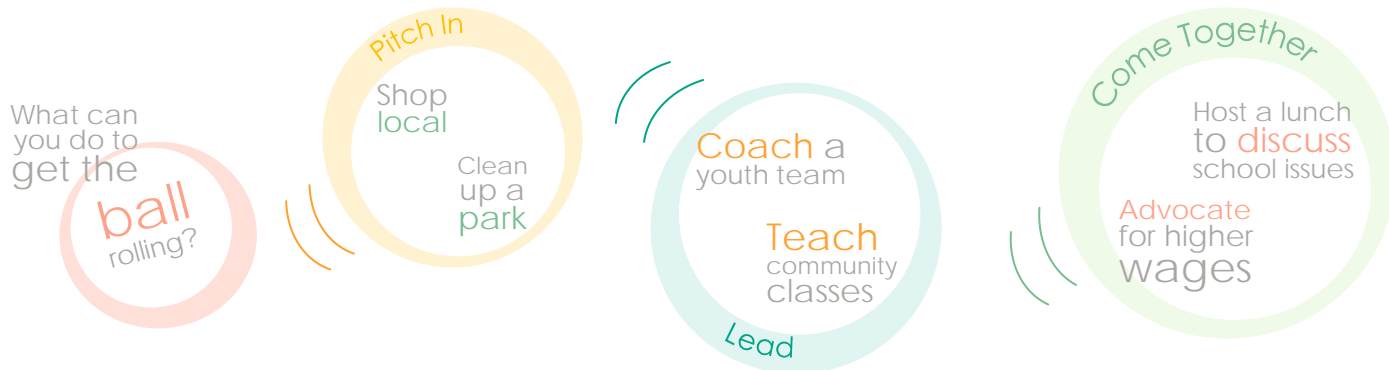 What can
you do to
get the
ball
rolling?
Pitch In
Shop
local
Clean
up a
park
Coach a
youth team
Teach
community
classes
Lead
Come Together
Host a lunch
to discuss
school issues
Advocate
for higher
wages